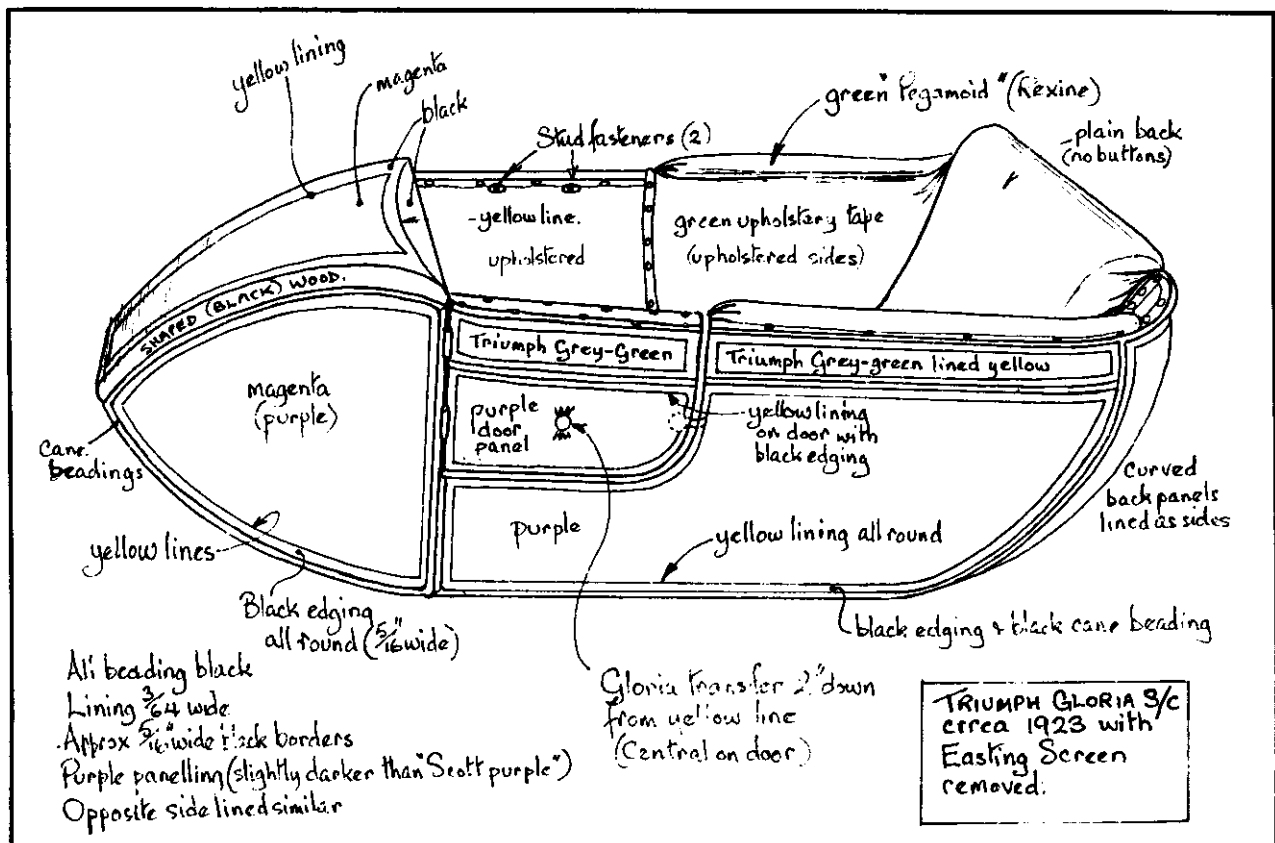 yellow lining
magenta
black
Stud fasteners (2)
green "Pegamoid" (Rexine)
- plain back
(no buttons)
- yellow line.
upholstered
green upholstary tape
(upholstered sides)
SHAPED (BLACK) WOOD.
Triumph Grey-Green
Triumph Grey-green lined yellow
magenta
(purple)
purple
door
panel
yellow lining
on door with
black edging
cane
beadings
curved
back panels
lined as sides
purple
yellow lines
yellow lining all round
Black edging
all round (5/16" wide)
black edging & black cane beading
All beading black
Lining 3/64 wide
Approx 5/16" wide black borders
Purple panelling (slightly darker than "Scott purple")
Opposite side lined similar
Gloria transfer 2" down
from yellow line
(Central on door)
TRIUMPH GLORIA S/C
circa 1923 with
Easting Screen
removed.